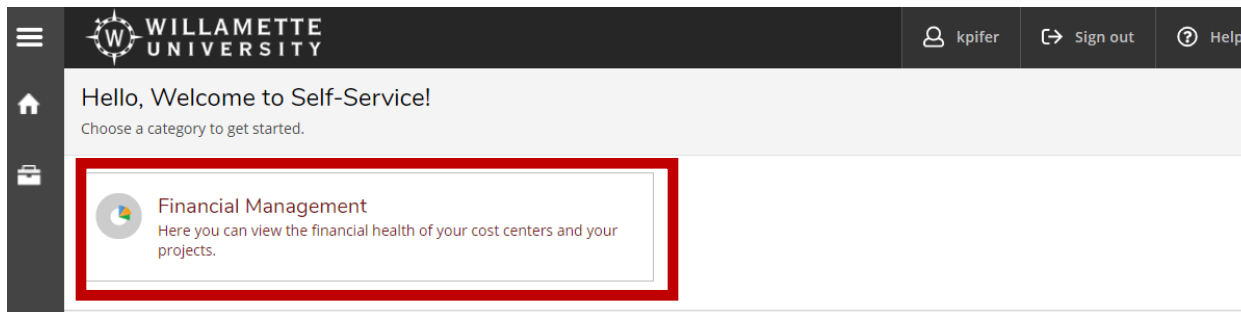 WILLAMETTE
UNIVERSITY
W
kpifer
Sign out
Help
Hello, Welcome to Self-Service!
Choose a category to get started.
Financial Management
Here you can view the financial health of your cost centers and your
projects.